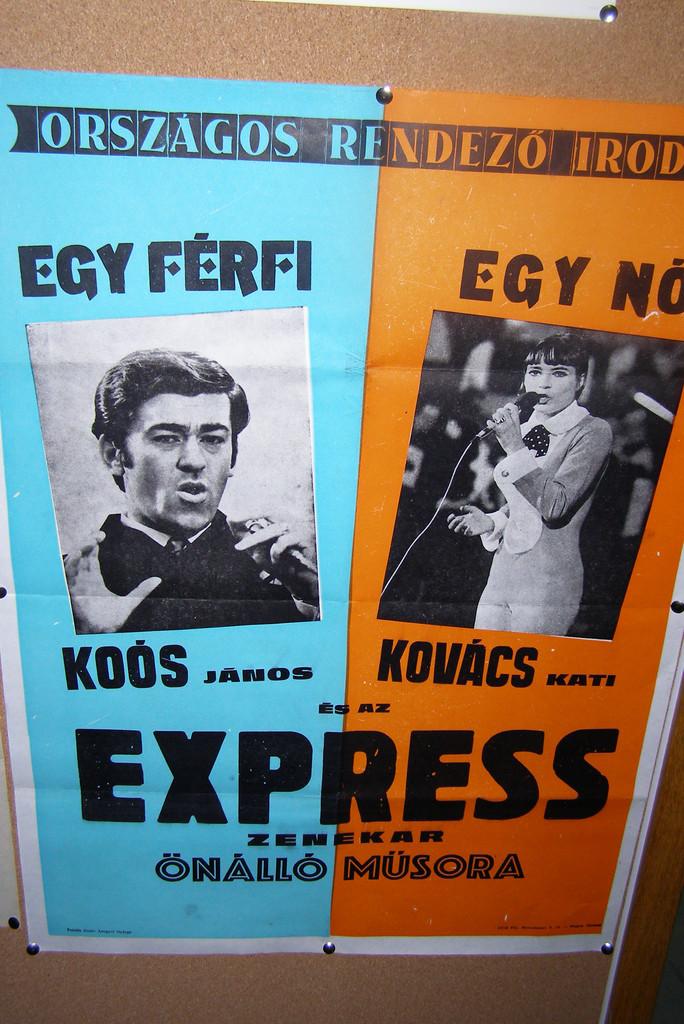 ORSZÁGOS RENDEZŐ IROD
EGY FÉRFI
EGY NŐ
KOÓS JÁNOS
KOVÁCS KATI
ÉS AZ
EXPRESS
ZENEKAR
ÖNÁLLÓ MŰSORA